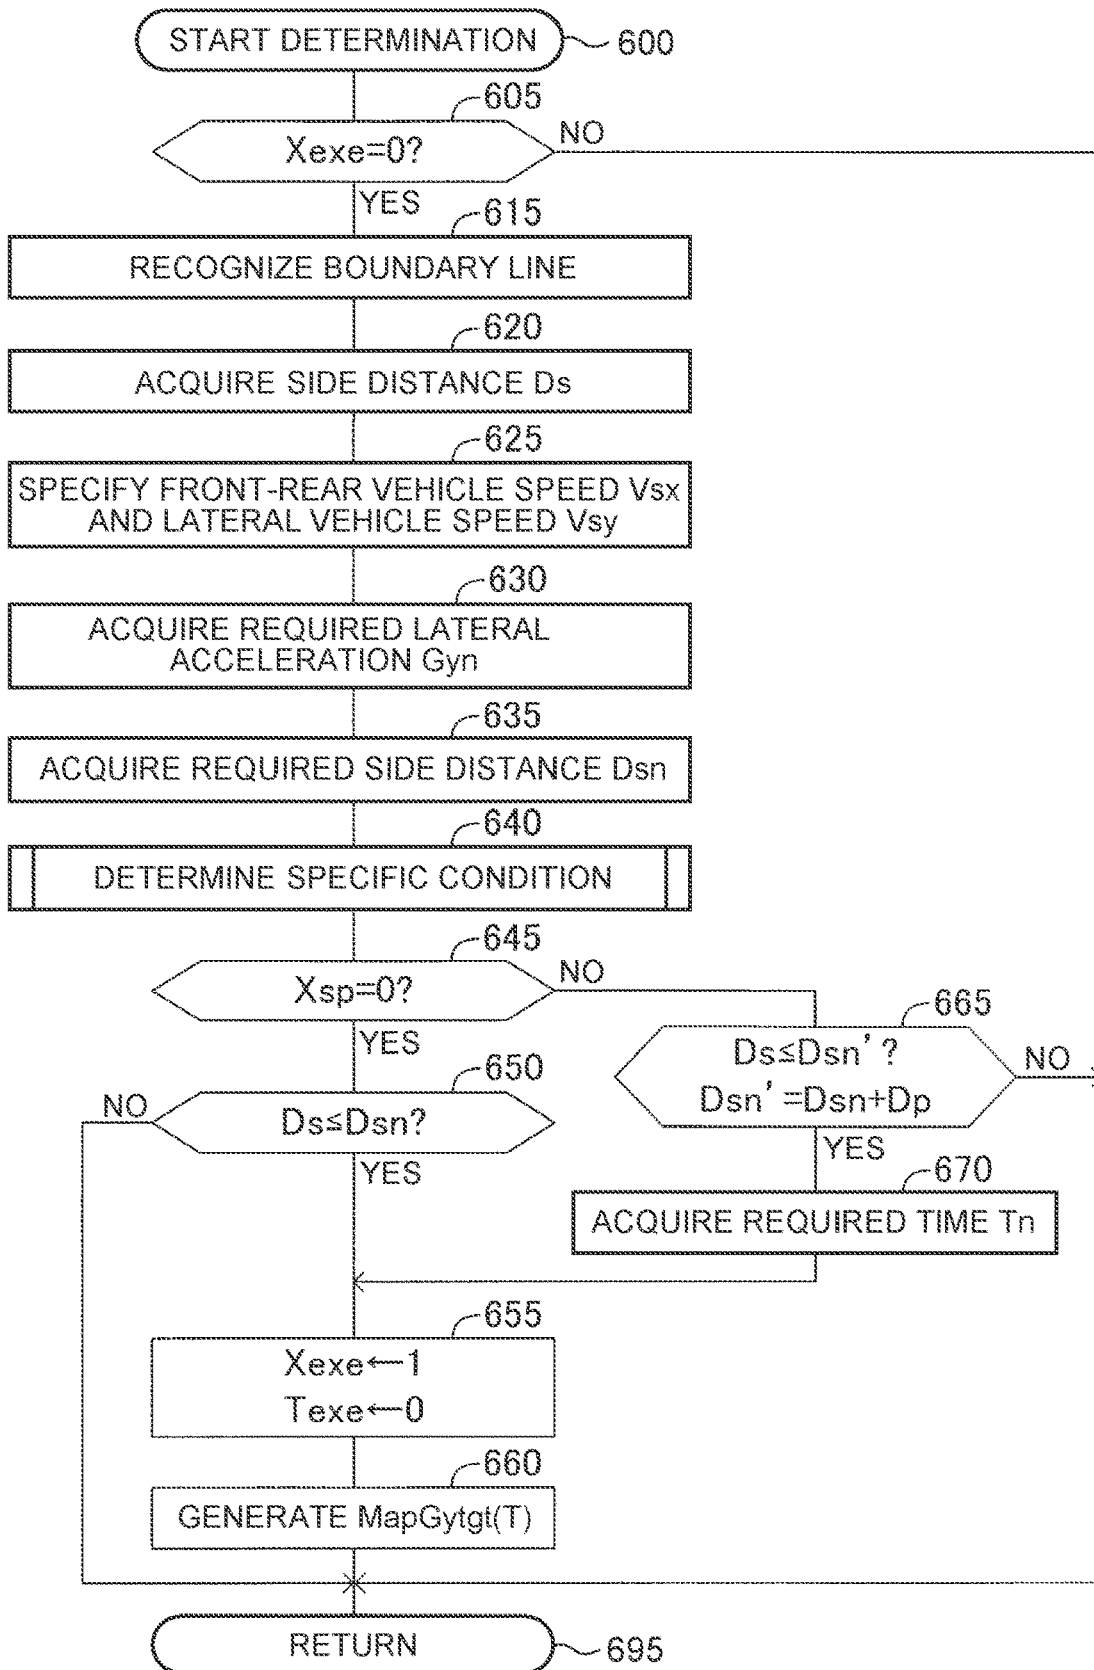 START DETERMINATION
600
605
Xexe=0?
NO
YES
615
RECOGNIZE BOUNDARY LINE
620
ACQUIRE SIDE DISTANCE Ds
625
SPECIFY FRONT-REAR VEHICLE SPEED Vsx
AND LATERAL VEHICLE SPEED Vsy
630
ACQUIRE REQUIRED LATERAL
ACCELERATION Gyn
635
ACQUIRE REQUIRED SIDE DISTANCE Dsn
640
DETERMINE SPECIFIC CONDITION
645
Xsp=0?
NO
YES
665
Ds≤Dsn'?
Dsn'=Dsn+Dp
NO
YES
650
NO
Ds≤Dsn?
YES
670
ACQUIRE REQUIRED TIME Tn
655
Xexe←1
Texe←0
660
GENERATE MapGytgt(T)
RETURN
695